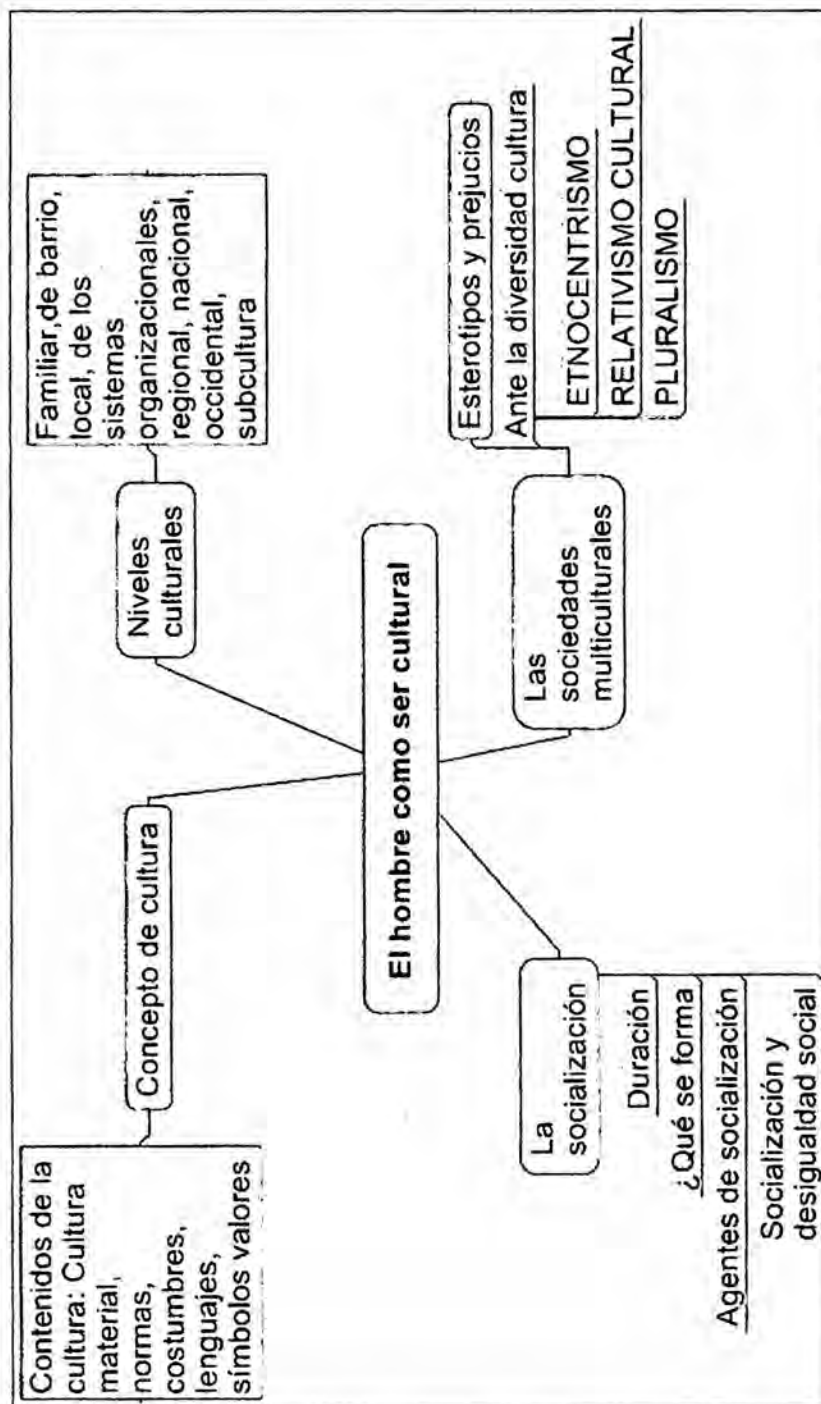 Contenidos de la
cultura: Cultura
material,
normas,
costumbres,
lenguajes,
símbolos valores
Concepto de cultura
Niveles
culturales
Familiar,de barrio,
local, de los
sistemas
organizacionales,
regional, nacional,
occidental,
subcultura
El hombre como ser cultural
La
socialización
Duración
¿Qué se forma
Agentes de socialización
Socialización y
desigualdad social
Las
sociedades
multiculturales
Esterotipos y prejucios
Ante la diversidad cultura
ETNOCENTRISMO
RELATIVISMO CULTURAL
PLURALISMO